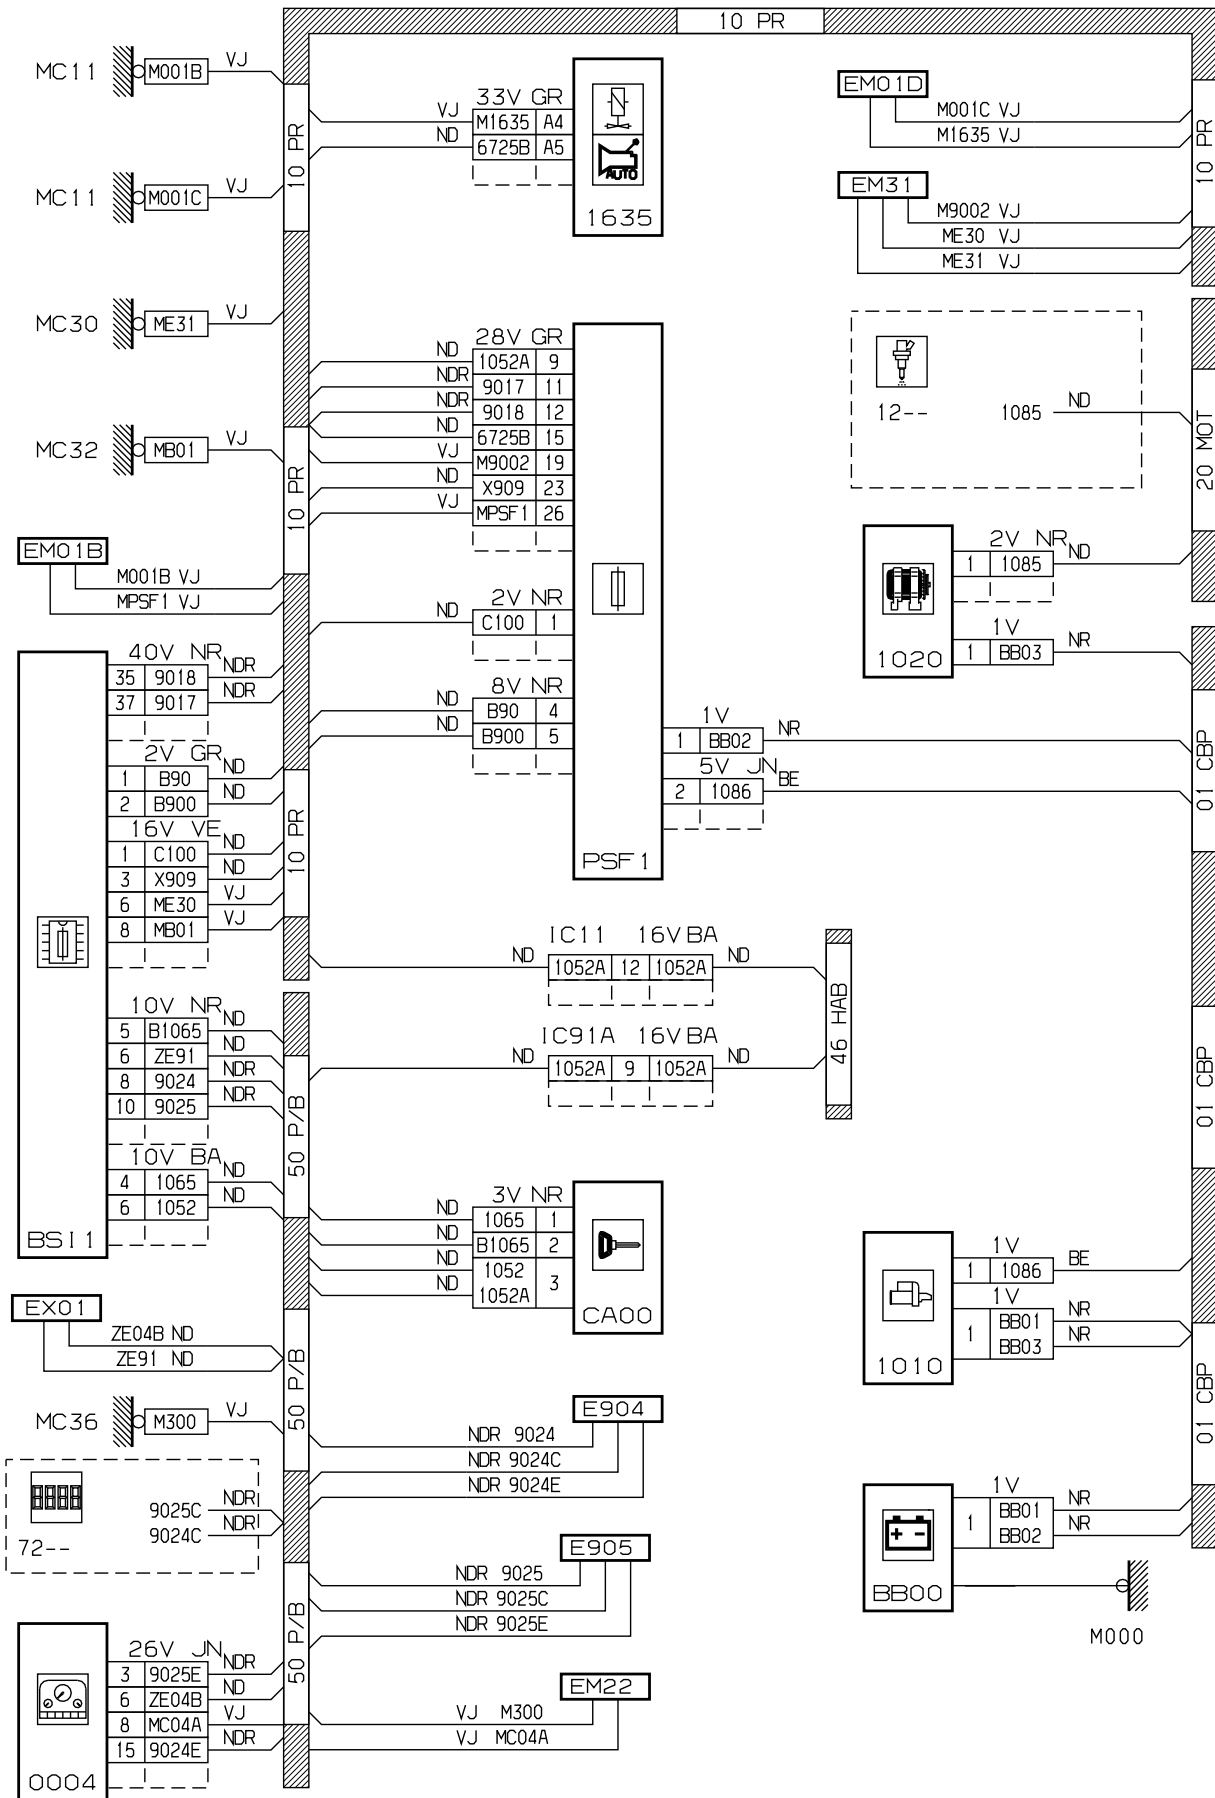 10 PR
MC11 M001B VJ
10 PR
MC11 M001C VJ
33V GR
VJ M1635 A4
ND 6725B A5
AUTO
1635
EM01D
M001C VJ
M1635 VJ
10 PR
EM31
M9002 VJ
ME30 VJ
ME31 VJ
MC30 ME31 VJ
MC32 MB01 VJ
10 PR
28V GR
ND 1052A 9
NDR 9017 11
NDR 9018 12
ND 6725B 15
VJ M9002 19
ND X909 23
VJ MPSF1 26
2V NR
ND C100 1
8V NR
ND B90 4
ND B900 5
1V
1 BB02 NR
5V JN
2 1086 BE
PSF1
12-- 1085 ND
20 MOT
2V NR
1 1085 ND
1V
1 BB03 NR
1020
01 CBP
EM01B
M001B VJ
MPSF1 VJ
40V NR
35 9018 NDR
37 9017 NDR
2V GR
1 B90 ND
2 B900 ND
16V VE
1 C100 ND
3 X909 ND
6 ME30 VJ
8 MB01 VJ
10 PR
10V NR
5 B1065 ND
6 ZE91 ND
8 9024 NDR
10 9025 NDR
10V BA
4 1065 ND
6 1052 ND
BSI1
50 P/B
IC11 16V BA
ND 1052A 12 1052A ND
IC91A 16V BA
ND 1052A 9 1052A ND
46 HAB
01 CBP
3V NR
ND 1065 1
ND B1065 2
ND 1052 3
ND 1052A
CA00
1V
1 1086 BE
1V
1 BB01 NR
BB03 NR
1010
01 CBP
EX01
ZE04B ND
ZE91 ND
50 P/B
MC36 M300 VJ
E904
NDR 9024
NDR 9024C
NDR 9024E
72--
9025C NDR
9024C NDR
E905
NDR 9025
NDR 9025C
NDR 9025E
1V
1 BB01 NR
BB02 NR
BB00
M000
50 P/B
26V JN
3 9025E NDR
6 ZE04B ND
8 MC04A VJ
15 9024E NDR
0004
EM22
VJ M300
VJ MC04A